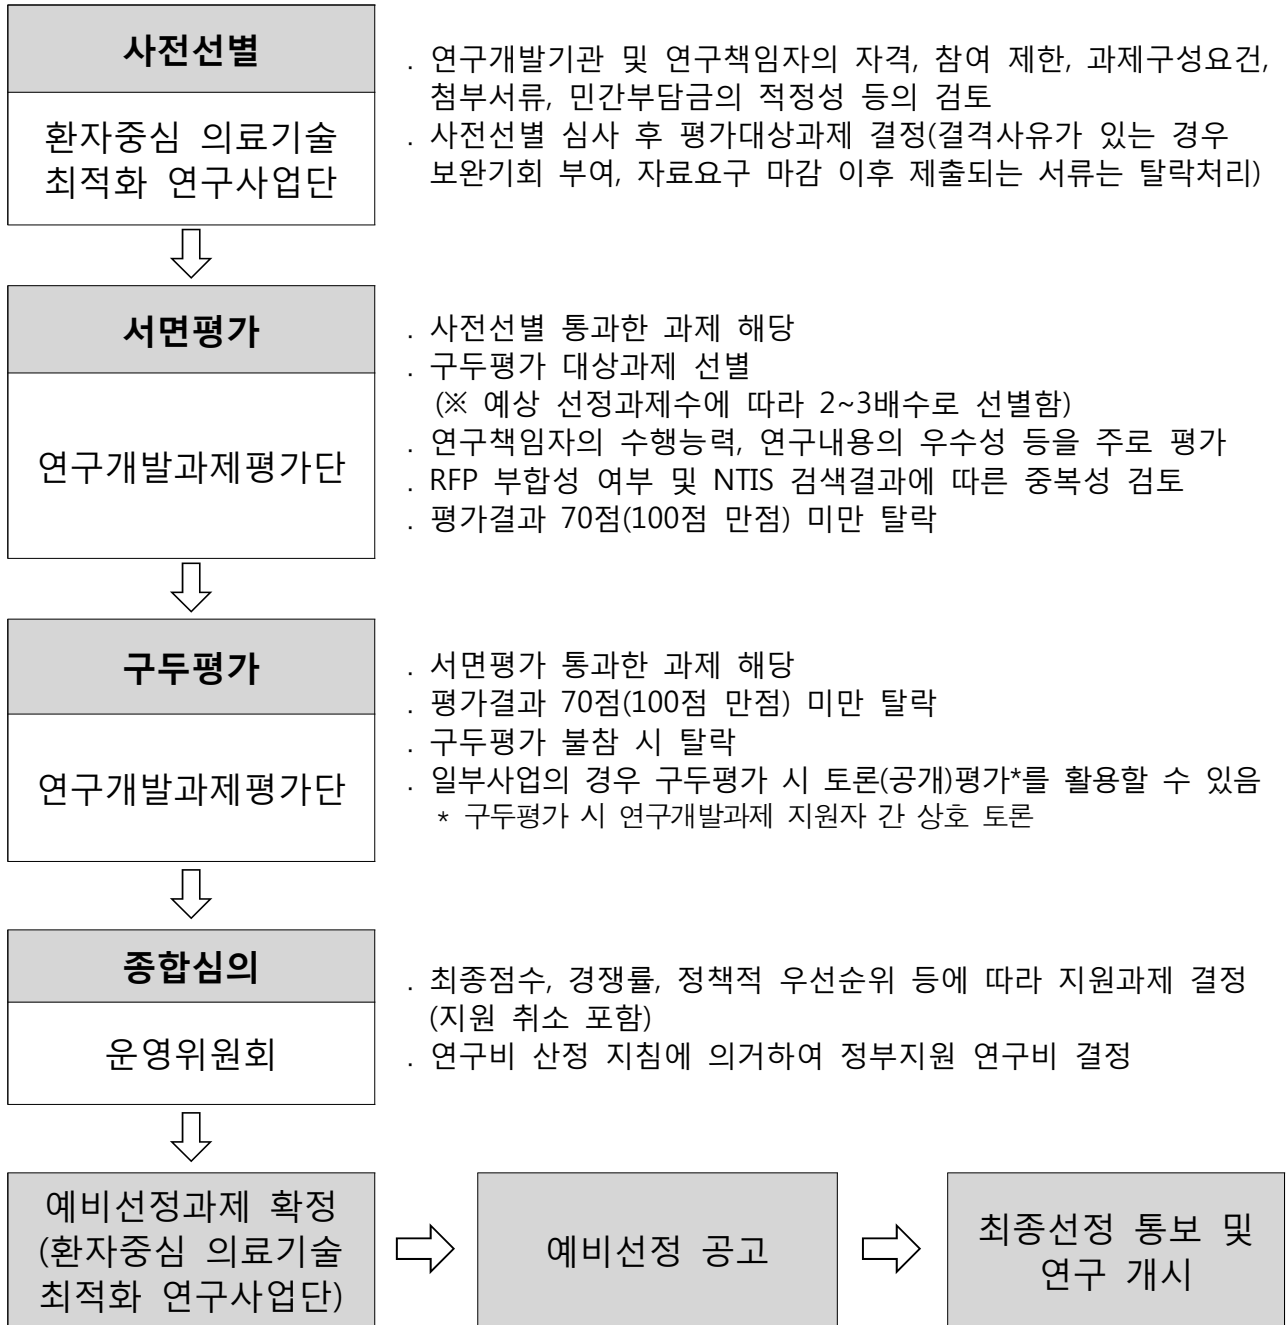 사전선별
환자중심 의료기술
최적화 연구사업단
. 연구개발기관 및 연구책임자의 자격, 참여 제한, 과제구성요건,
첨부서류, 민간부담금의 적정성 등의 검토
. 사전선별 심사 후 평가대상과제 결정(결격사유가 있는 경우
보완기회 부여, 자료요구 마감 이후 제출되는 서류는 탈락처리)
서면평가
연구개발과제평가단
. 사전선별 통과한 과제 해당
. 구두평가 대상과제 선별
(※ 예상 선정과제수에 따라 2~3배수로 선별함)
. 연구책임자의 수행능력, 연구내용의 우수성 등을 주로 평가
. RFP 부합성 여부 및 NTIS 검색결과에 따른 중복성 검토
. 평가결과 70점(100점 만점) 미만 탈락
구두평가
연구개발과제평가단
. 서면평가 통과한 과제 해당
. 평가결과 70점(100점 만점) 미만 탈락
. 구두평가 불참 시 탈락
. 일부사업의 경우 구두평가 시 토론(공개)평가*를 활용할 수 있음
* 구두평가 시 연구개발과제 지원자 간 상호 토론
종합심의
운영위원회
. 최종점수, 경쟁률, 정책적 우선순위 등에 따라 지원과제 결정
(지원 취소 포함)
. 연구비 산정 지침에 의거하여 정부지원 연구비 결정
예비선정과제 확정
(환자중심 의료기술
최적화 연구사업단)
예비선정 공고
최종선정 통보 및
연구 개시